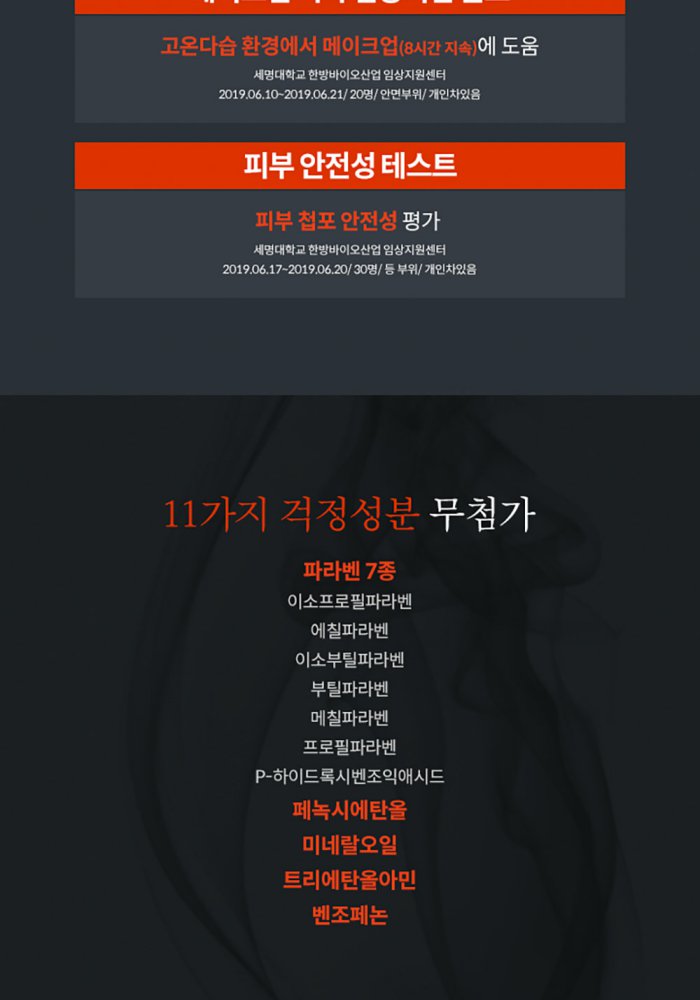 고온다습 환경에서 메이크업(8시간 지속)에 도움
세명대학교 한방바이오산업 임상지원센터
2019.06.10~2019.06.21/ 20명/ 안면부위/ 개인차있음
피부 안전성 테스트
피부 첩포 안전성 평가
세명대학교 한방바이오산업 임상지원센터
2019.06.17~2019.06.20/ 30명/ 등 부위/ 개인차있음
11가지 걱정성분 무첨가
파라벤 7종
이소프로필파라벤
에칠파라벤
이소부틸파라벤
부틸파라벤
메칠파라벤
프로필파라벤
P-하이드록시벤조익애시드
페녹시에탄올
미네랄오일
트리에탄올아민
벤조페논